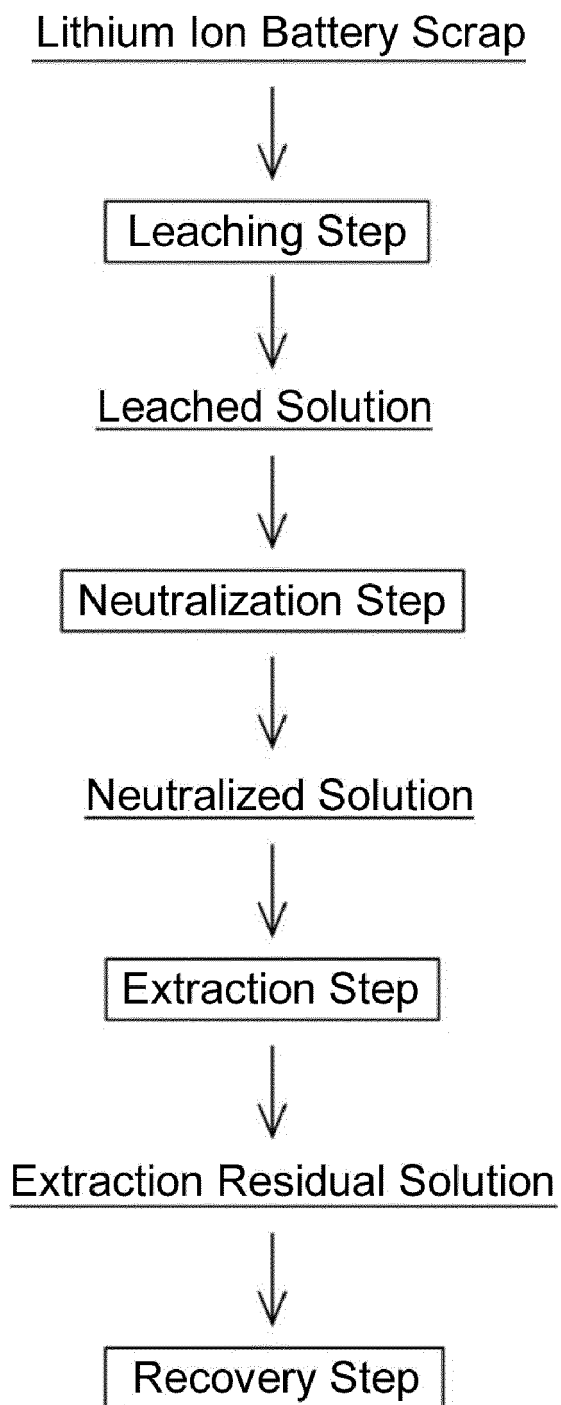 Lithium Ion Battery Scrap
Leaching Step
Leached Solution
Neutralization Step
Neutralized Solution
Extraction Step
Extraction Residual Solution
Recovery Step